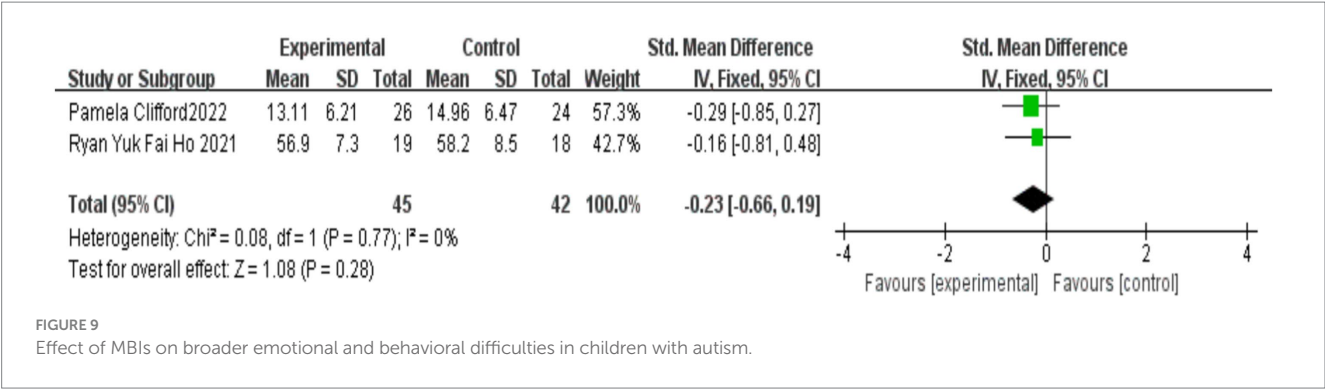 Experimental Control Std. Mean Difference Std. Mean Difference
Study or Subgroup Mean SD Total Mean SD Total Weight IV, Fixed, 95% CI IV, Fixed, 95% CI
Pamela Clifford2022 13.11 6.21 26 14.96 6.47 24 57.3% -0.29 [-0.85, 0.27]
Ryan Yuk Fai Ho 2021 56.9 7.3 19 58.2 8.5 18 42.7% -0.16 [-0.81, 0.48]
Total (95% CI) 45 42 100.0% -0.23 [-0.66, 0.19]
Heterogeneity: Chi² = 0.08, df = 1 (P = 0.77); I² = 0%
Test for overall effect: Z = 1.08 (P = 0.28)
-4 -2 0 2 4
Favours [experimental] Favours [control]
FIGURE 9
Effect of MBIs on broader emotional and behavioral difficulties in children with autism.